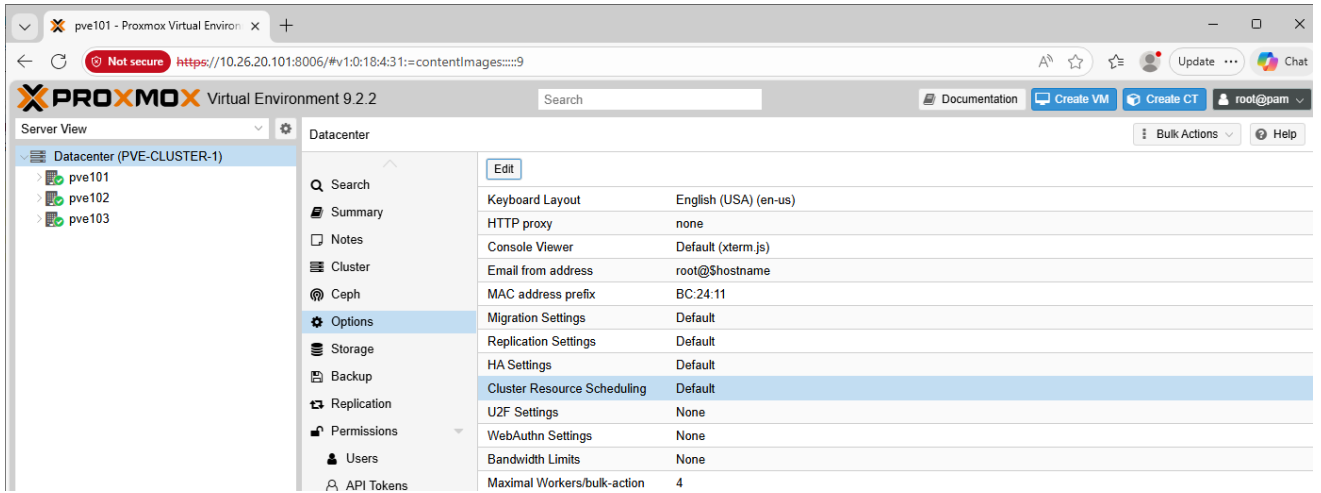 pve101 - Proxmox Virtual Environ
Not secure https://10.26.20.101:8006/#v1:0:18:4:31:=contentImages:::::9
Update
Chat
PROXMOX Virtual Environment 9.2.2
Search
Documentation
Create VM
Create CT
root@pam
Server View
Datacenter
Bulk Actions
Help
Datacenter (PVE-CLUSTER-1)
pve101
pve102
pve103
Search
Summary
Notes
Cluster
Ceph
Options
Storage
Backup
Replication
Permissions
Users
API Tokens
Edit
Keyboard Layout English (USA) (en-us)
HTTP proxy none
Console Viewer Default (xterm.js)
Email from address root@$hostname
MAC address prefix BC:24:11
Migration Settings Default
Replication Settings Default
HA Settings Default
Cluster Resource Scheduling Default
U2F Settings None
WebAuthn Settings None
Bandwidth Limits None
Maximal Workers/bulk-action 4